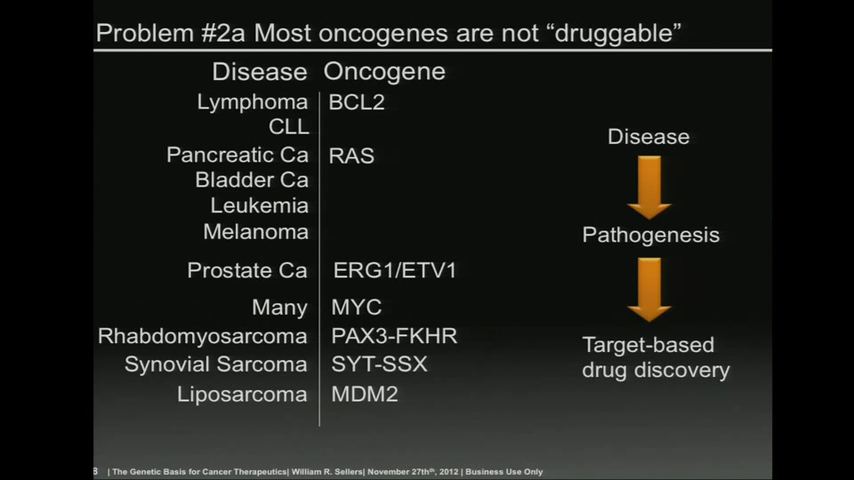 Problem #2a Most oncogenes are not “druggable”
Disease Oncogene
Lymphoma BCL2
CLL
Pancreatic Ca RAS
Bladder Ca
Leukemia
Melanoma
Prostate Ca ERG1/ETV1
Many MYC
Rhabdomyosarcoma PAX3-FKHR
Synovial Sarcoma SYT-SSX
Liposarcoma MDM2
Disease
Pathogenesis
Target-based
drug discovery
8 | The Genetic Basis for Cancer Therapeutics| William R. Sellers| November 27thth, 2012 | Business Use Only